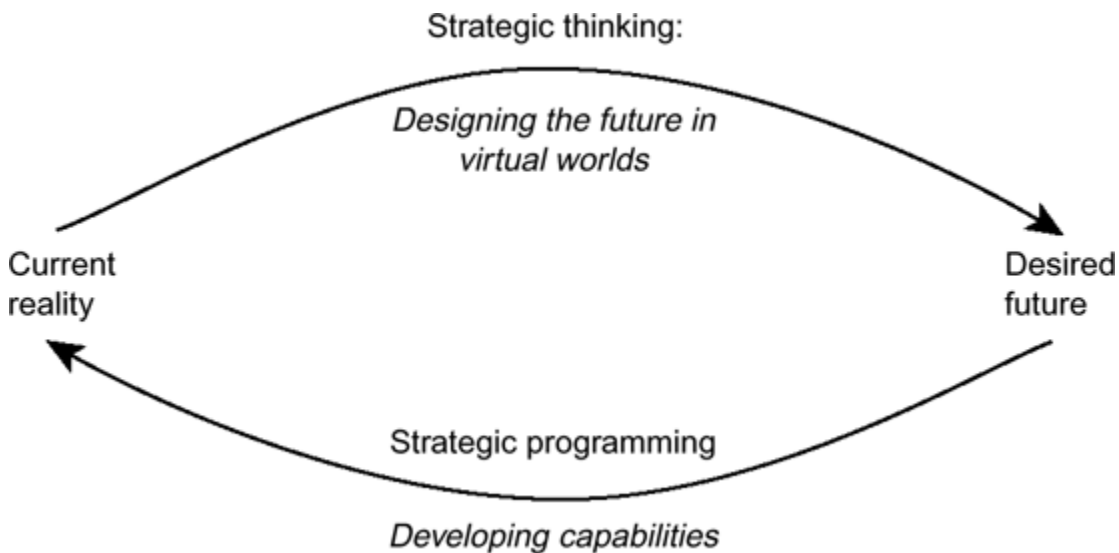 Strategic thinking:
Designing the future in
virtual worlds
Current
reality
Desired
future
Strategic programming
Developing capabilities